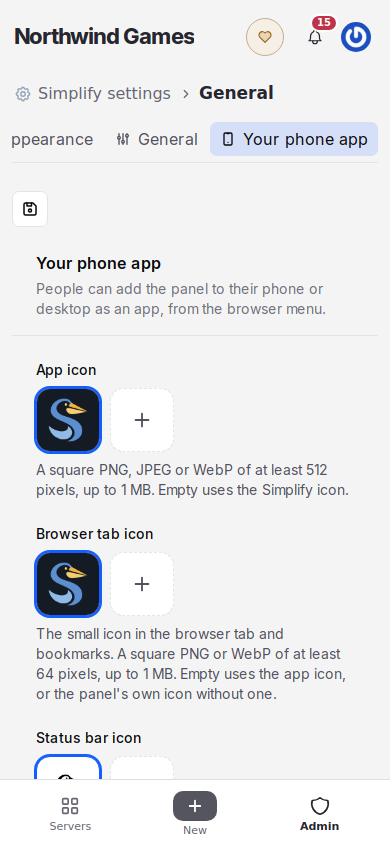 Northwind Games
15
Simplify settings > General
ppearance
General
Your phone app
Your phone app
People can add the panel to their phone or
desktop as an app, from the browser menu.
App icon
A square PNG, JPEG or WebP of at least 512
pixels, up to 1 MB. Empty uses the Simplify icon.
Browser tab icon
The small icon in the browser tab and
bookmarks. A square PNG or WebP of at least
64 pixels, up to 1 MB. Empty uses the app icon,
or the panel's own icon without one.
Status bar icon
Servers
New
Admin